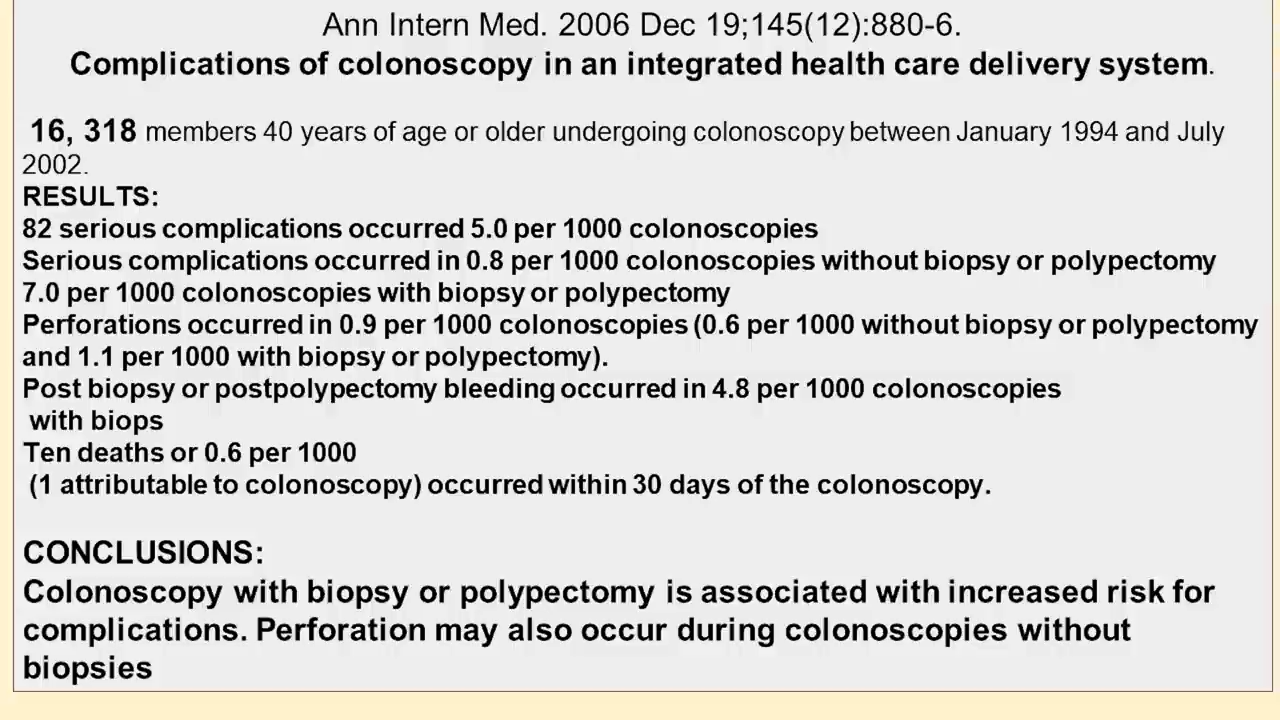 Ann Intern Med. 2006 Dec 19;145(12):880-6.
Complications of colonoscopy in an integrated health care delivery system.
16, 318 members 40 years of age or older undergoing colonoscopy between January 1994 and July
2002.
RESULTS:
82 serious complications occurred 5.0 per 1000 colonoscopies
Serious complications occurred in 0.8 per 1000 colonoscopies without biopsy or polypectomy
7.0 per 1000 colonoscopies with biopsy or polypectomy
Perforations occurred in 0.9 per 1000 colonoscopies (0.6 per 1000 without biopsy or polypectomy
and 1.1 per 1000 with biopsy or polypectomy).
Post biopsy or postpolypectomy bleeding occurred in 4.8 per 1000 colonoscopies
with biops
Ten deaths or 0.6 per 1000
(1 attributable to colonoscopy) occurred within 30 days of the colonoscopy.
CONCLUSIONS:
Colonoscopy with biopsy or polypectomy is associated with increased risk for
complications. Perforation may also occur during colonoscopies without
biopsies